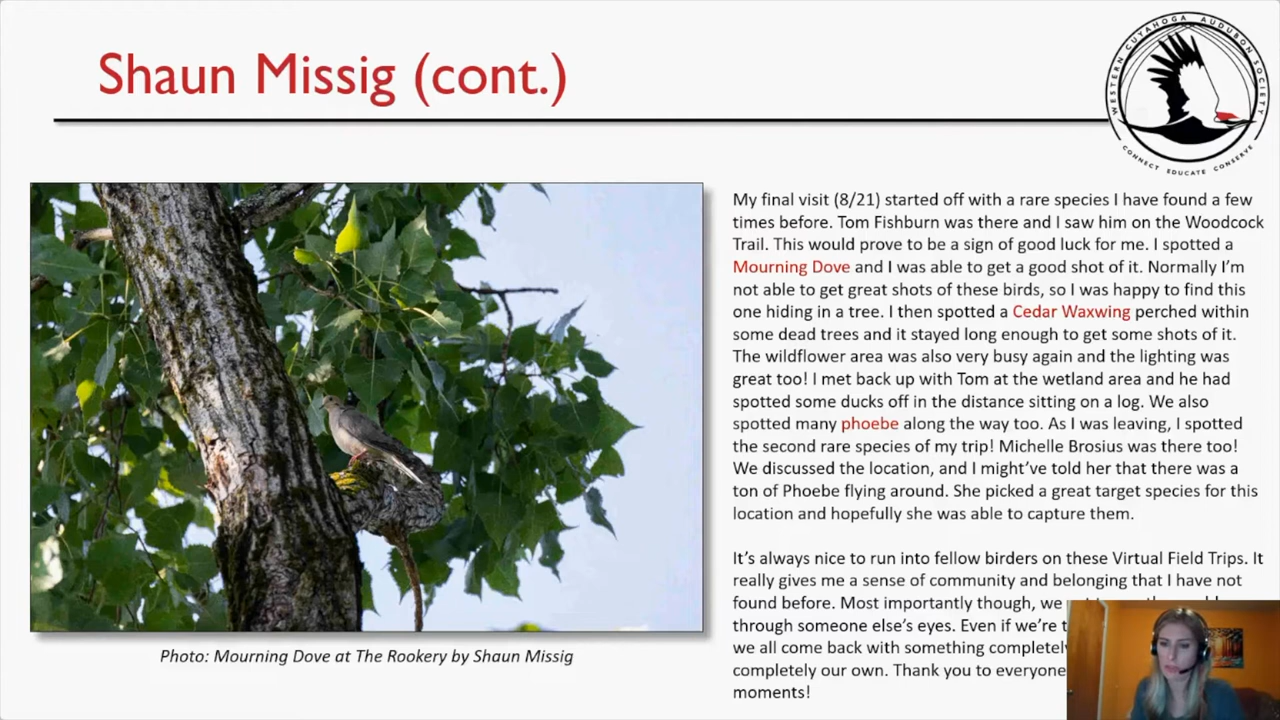 Shaun Missig (cont.)
WESTERN CUYAHOGA AUDUBON SOCIETY
CONNECT EDUCATE CONSERVE
My final visit (8/21) started off with a rare species I have found a few
times before. Tom Fishburn was there and I saw him on the Woodcock
Trail. This would prove to be a sign of good luck for me. I spotted a
Mourning Dove and I was able to get a good shot of it. Normally I'm
not able to get great shots of these birds, so I was happy to find this
one hiding in a tree. I then spotted a Cedar Waxwing perched within
some dead trees and it stayed long enough to get some shots of it.
The wildflower area was also very busy again and the lighting was
great too! I met back up with Tom at the wetland area and he had
spotted some ducks off in the distance sitting on a log. We also
spotted many phoebe along the way too. As I was leaving, I spotted
the second rare species of my trip! Michelle Brosius was there too!
We discussed the location, and I might've told her that there was a
ton of Phoebe flying around. She picked a great target species for this
location and hopefully she was able to capture them.
It's always nice to run into fellow birders on these Virtual Field Trips. It
really gives me a sense of community and belonging that I have not
found before. Most importantly though, we
through someone else's eyes. Even if we're
we all come back with something completely
completely our own. Thank you to everyone
moments!
Photo: Mourning Dove at The Rookery by Shaun Missig